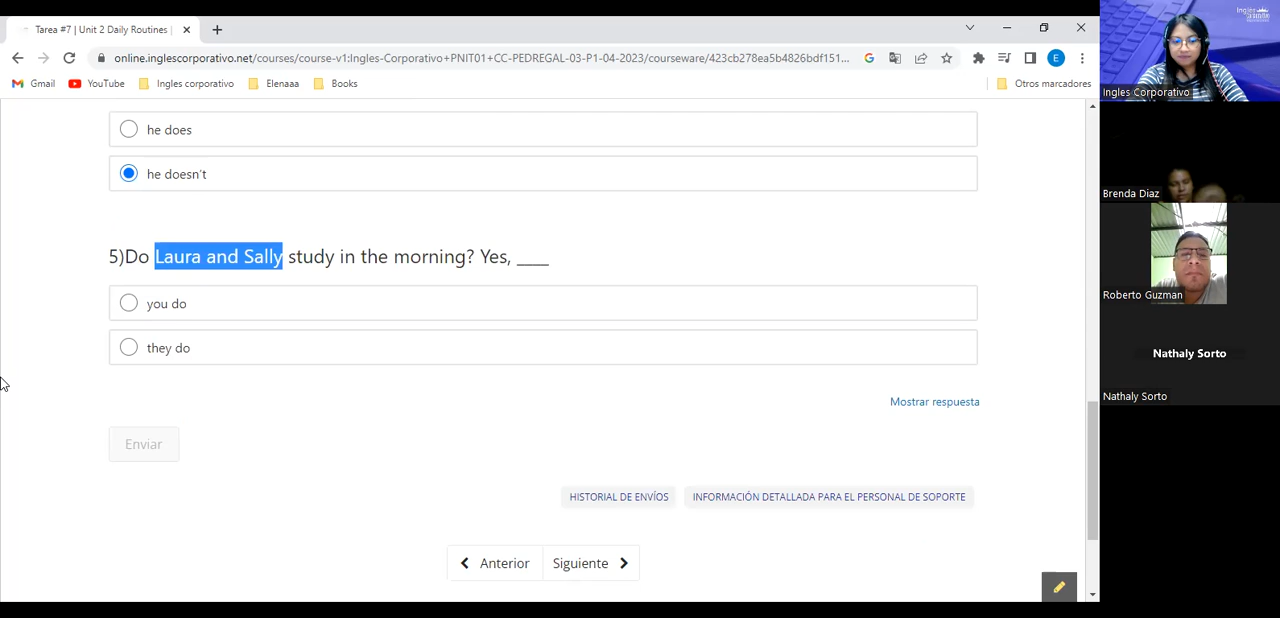 Tarea #7 | Unit 2 Daily Routines |
online.inglescorporativo.net/courses/course-v1:Ingles-Corporativo+PNIT01+CC-PEDREGAL-03-P1-04-2023/courseware/423cb278ea5b4826bdf151...
E
Gmail YouTube Ingles corporativo Elenaaa Books Otros marcadores
he does
he doesn't
5)Do Laura and Sally study in the morning? Yes, ____
you do
they do
Mostrar respuesta
Enviar
HISTORIAL DE ENVÍOS INFORMACIÓN DETALLADA PARA EL PERSONAL DE SOPORTE
Anterior Siguiente
Ingles
Ingles Corporativo
Brenda Diaz
Roberto Guzman
Nathaly Sorto
Nathaly Sorto